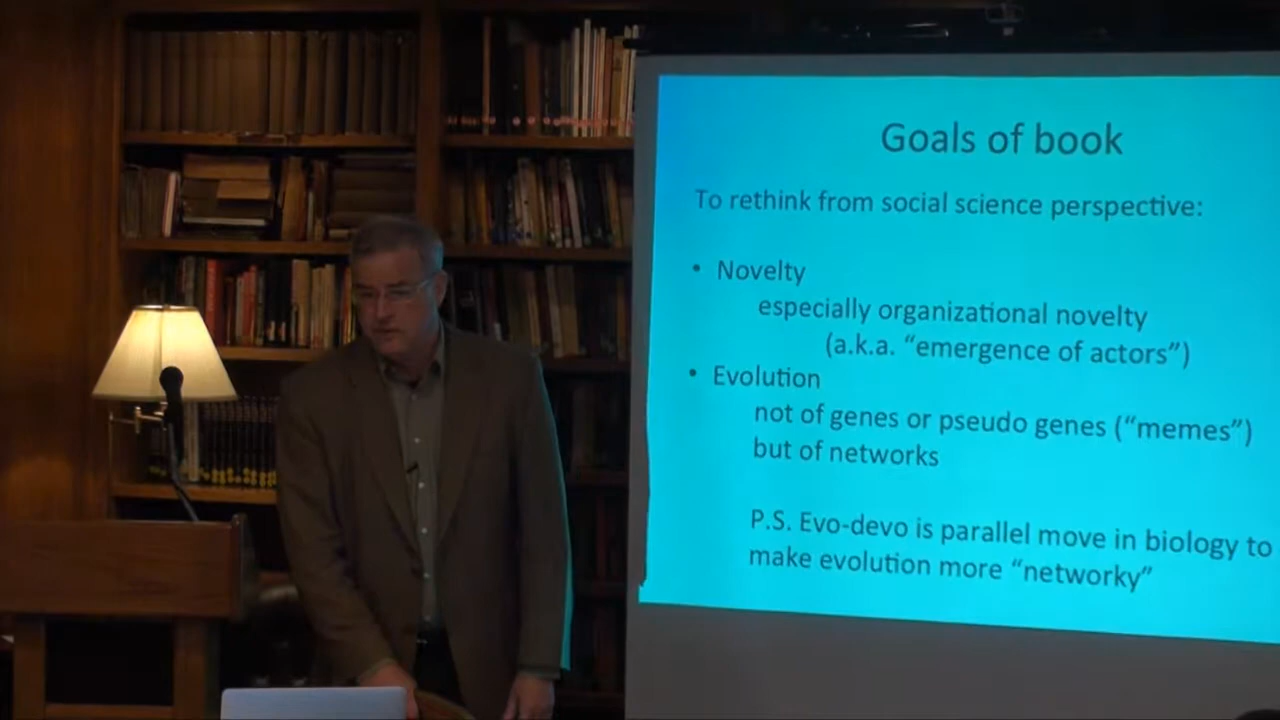 Goals of book
To rethink from social science perspective:
• Novelty
especially organizational novelty
(a.k.a. “emergence of actors”)
• Evolution
not of genes or pseudo genes (“memes”)
but of networks
P.S. Evo-devo is parallel move in biology to
make evolution more “networky”